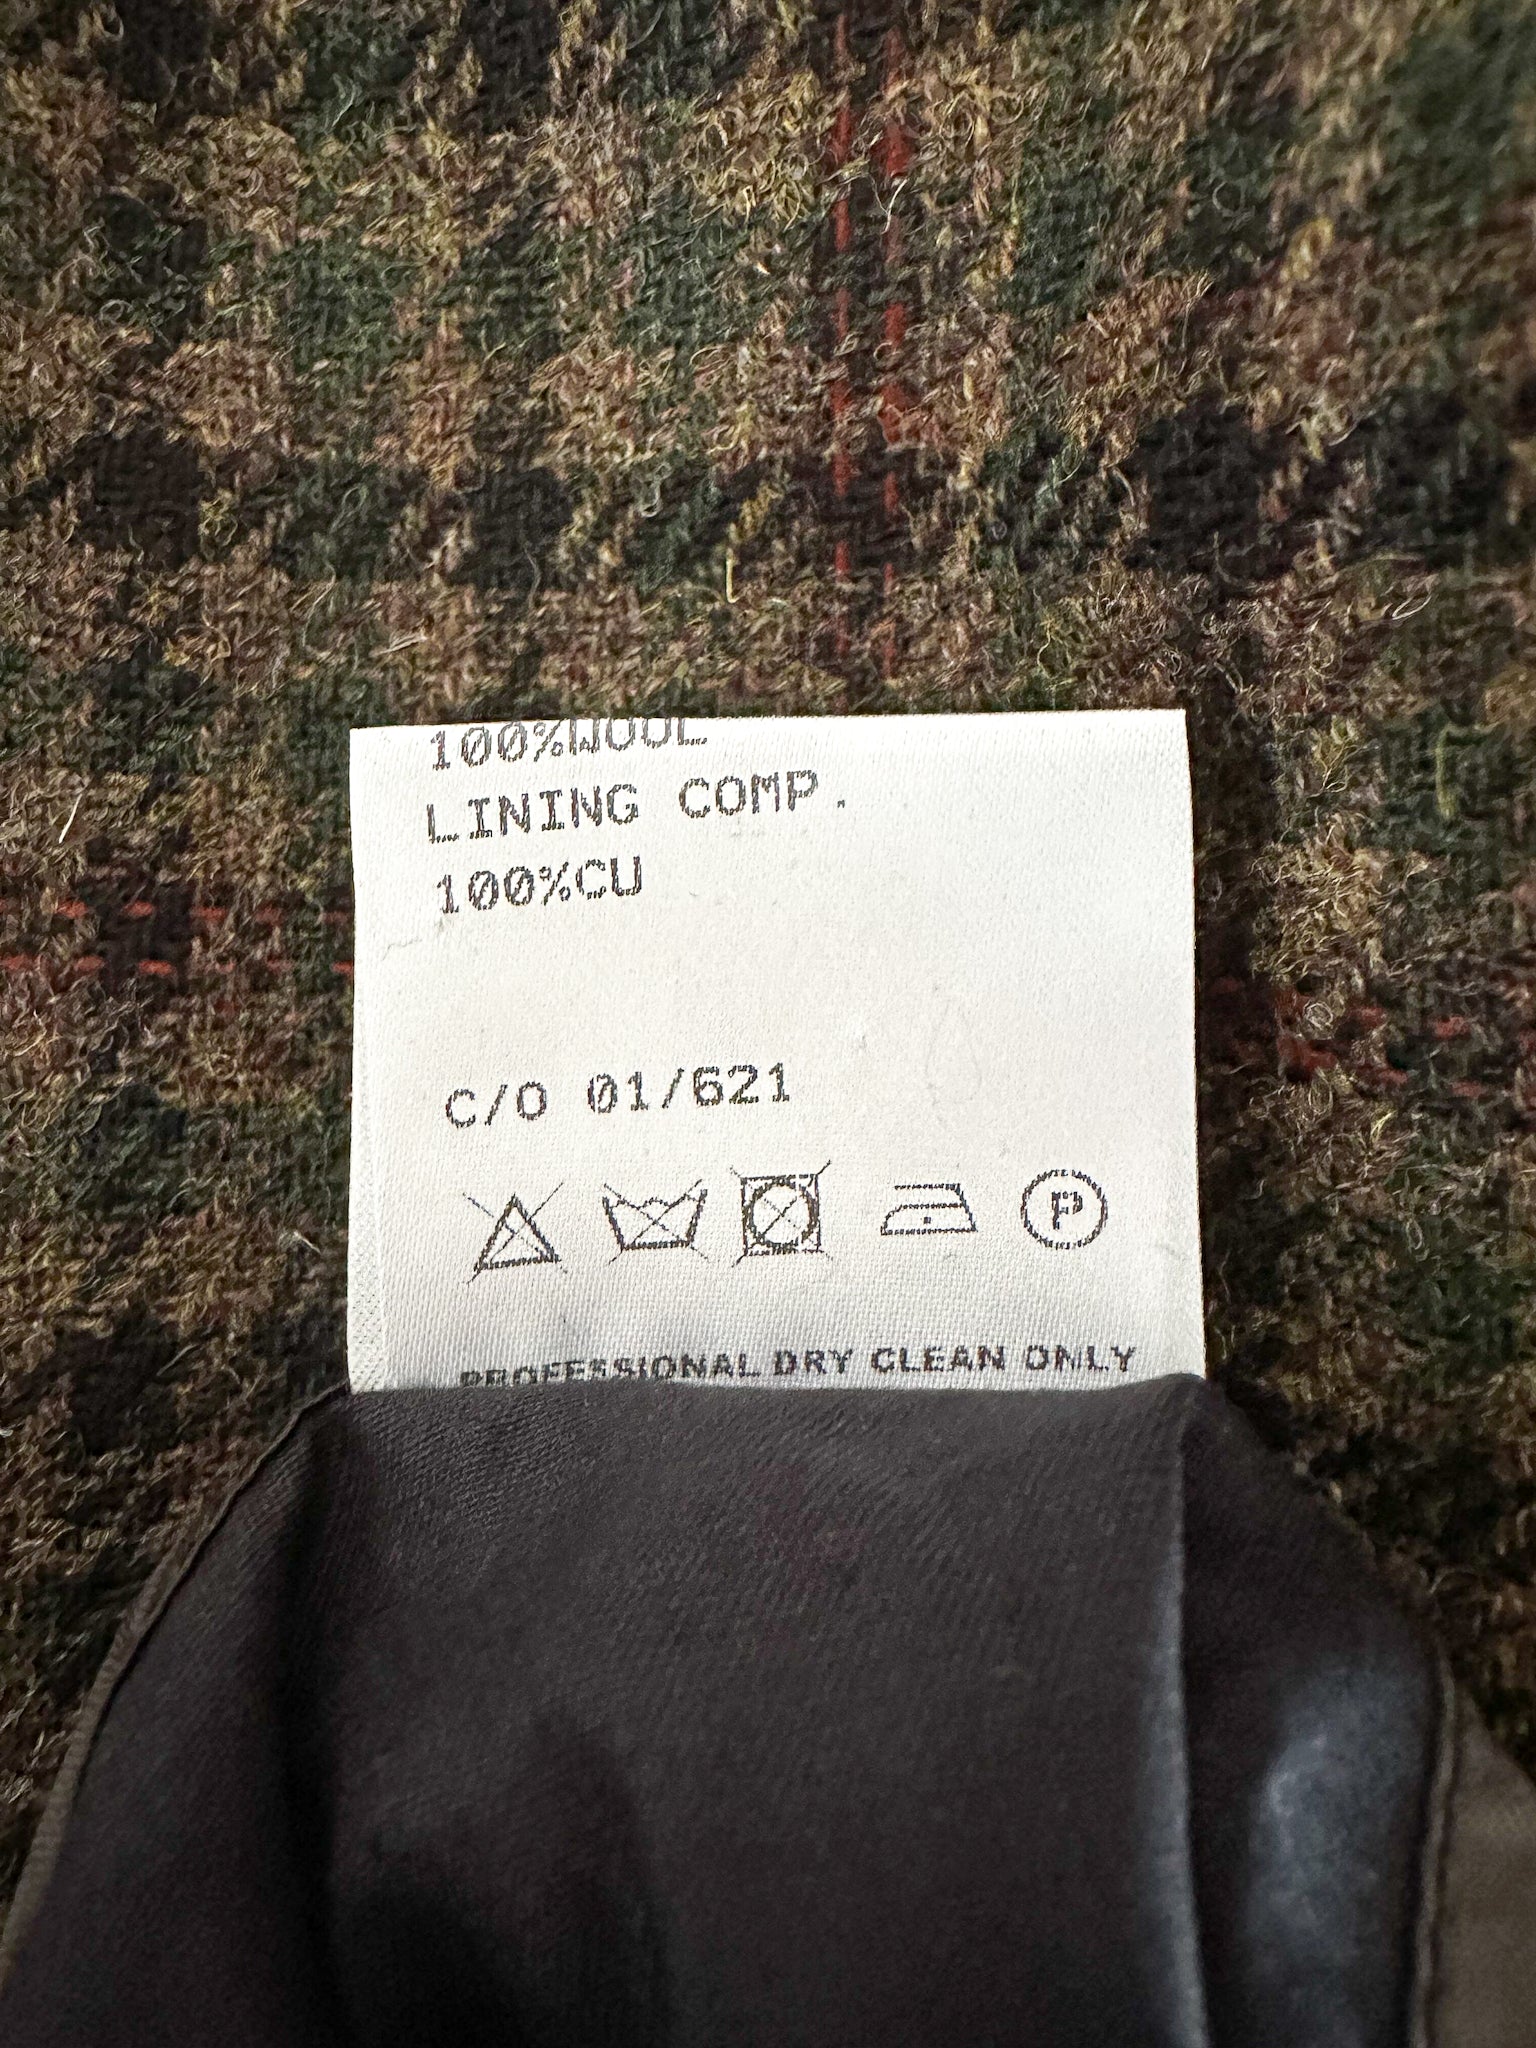 100%WOOL
LINING COMP.
100%CU
C/O 01/621
P
PROFESSIONAL DRY CLEAN ONLY